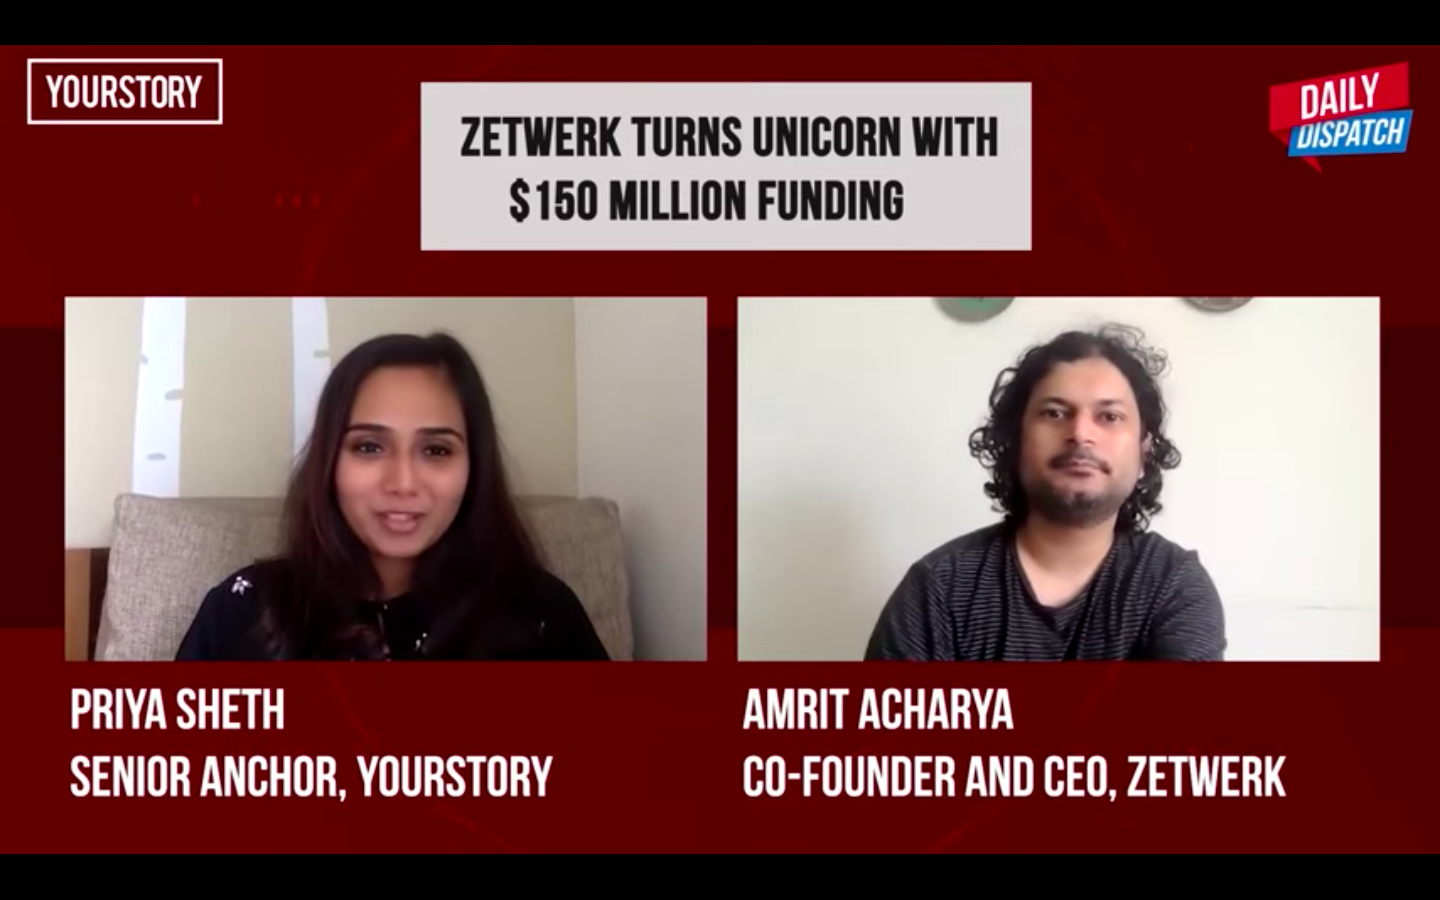 YOURSTORY
ZETWERK TURNS UNICORN WITH
$150 MILLION FUNDING
DAILY
DISPATCH
PRIYA SHETH
SENIOR ANCHOR, YOURSTORY
AMRIT ACHARYA
CO-FOUNDER AND CEO, ZETWERK